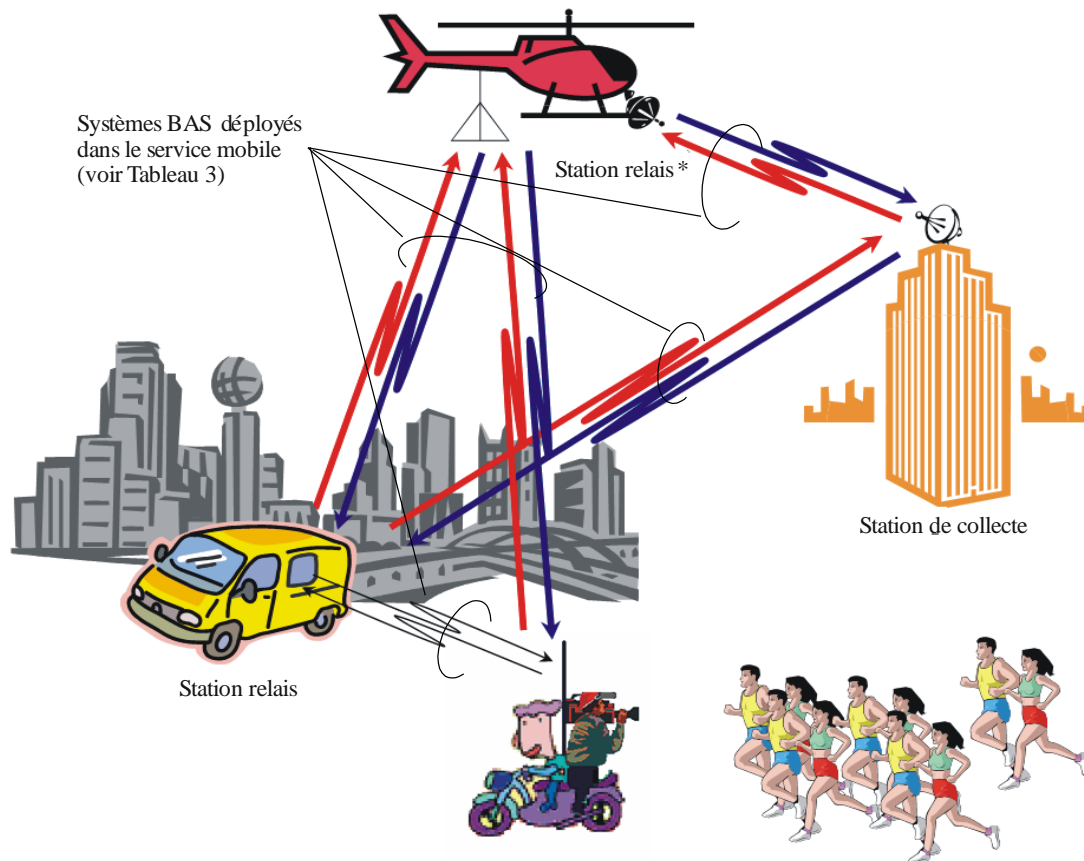 Systèmes BAS déployés
dans le service mobile
(voir Tableau 3)
Station relais *
Station de collecte
Station relais